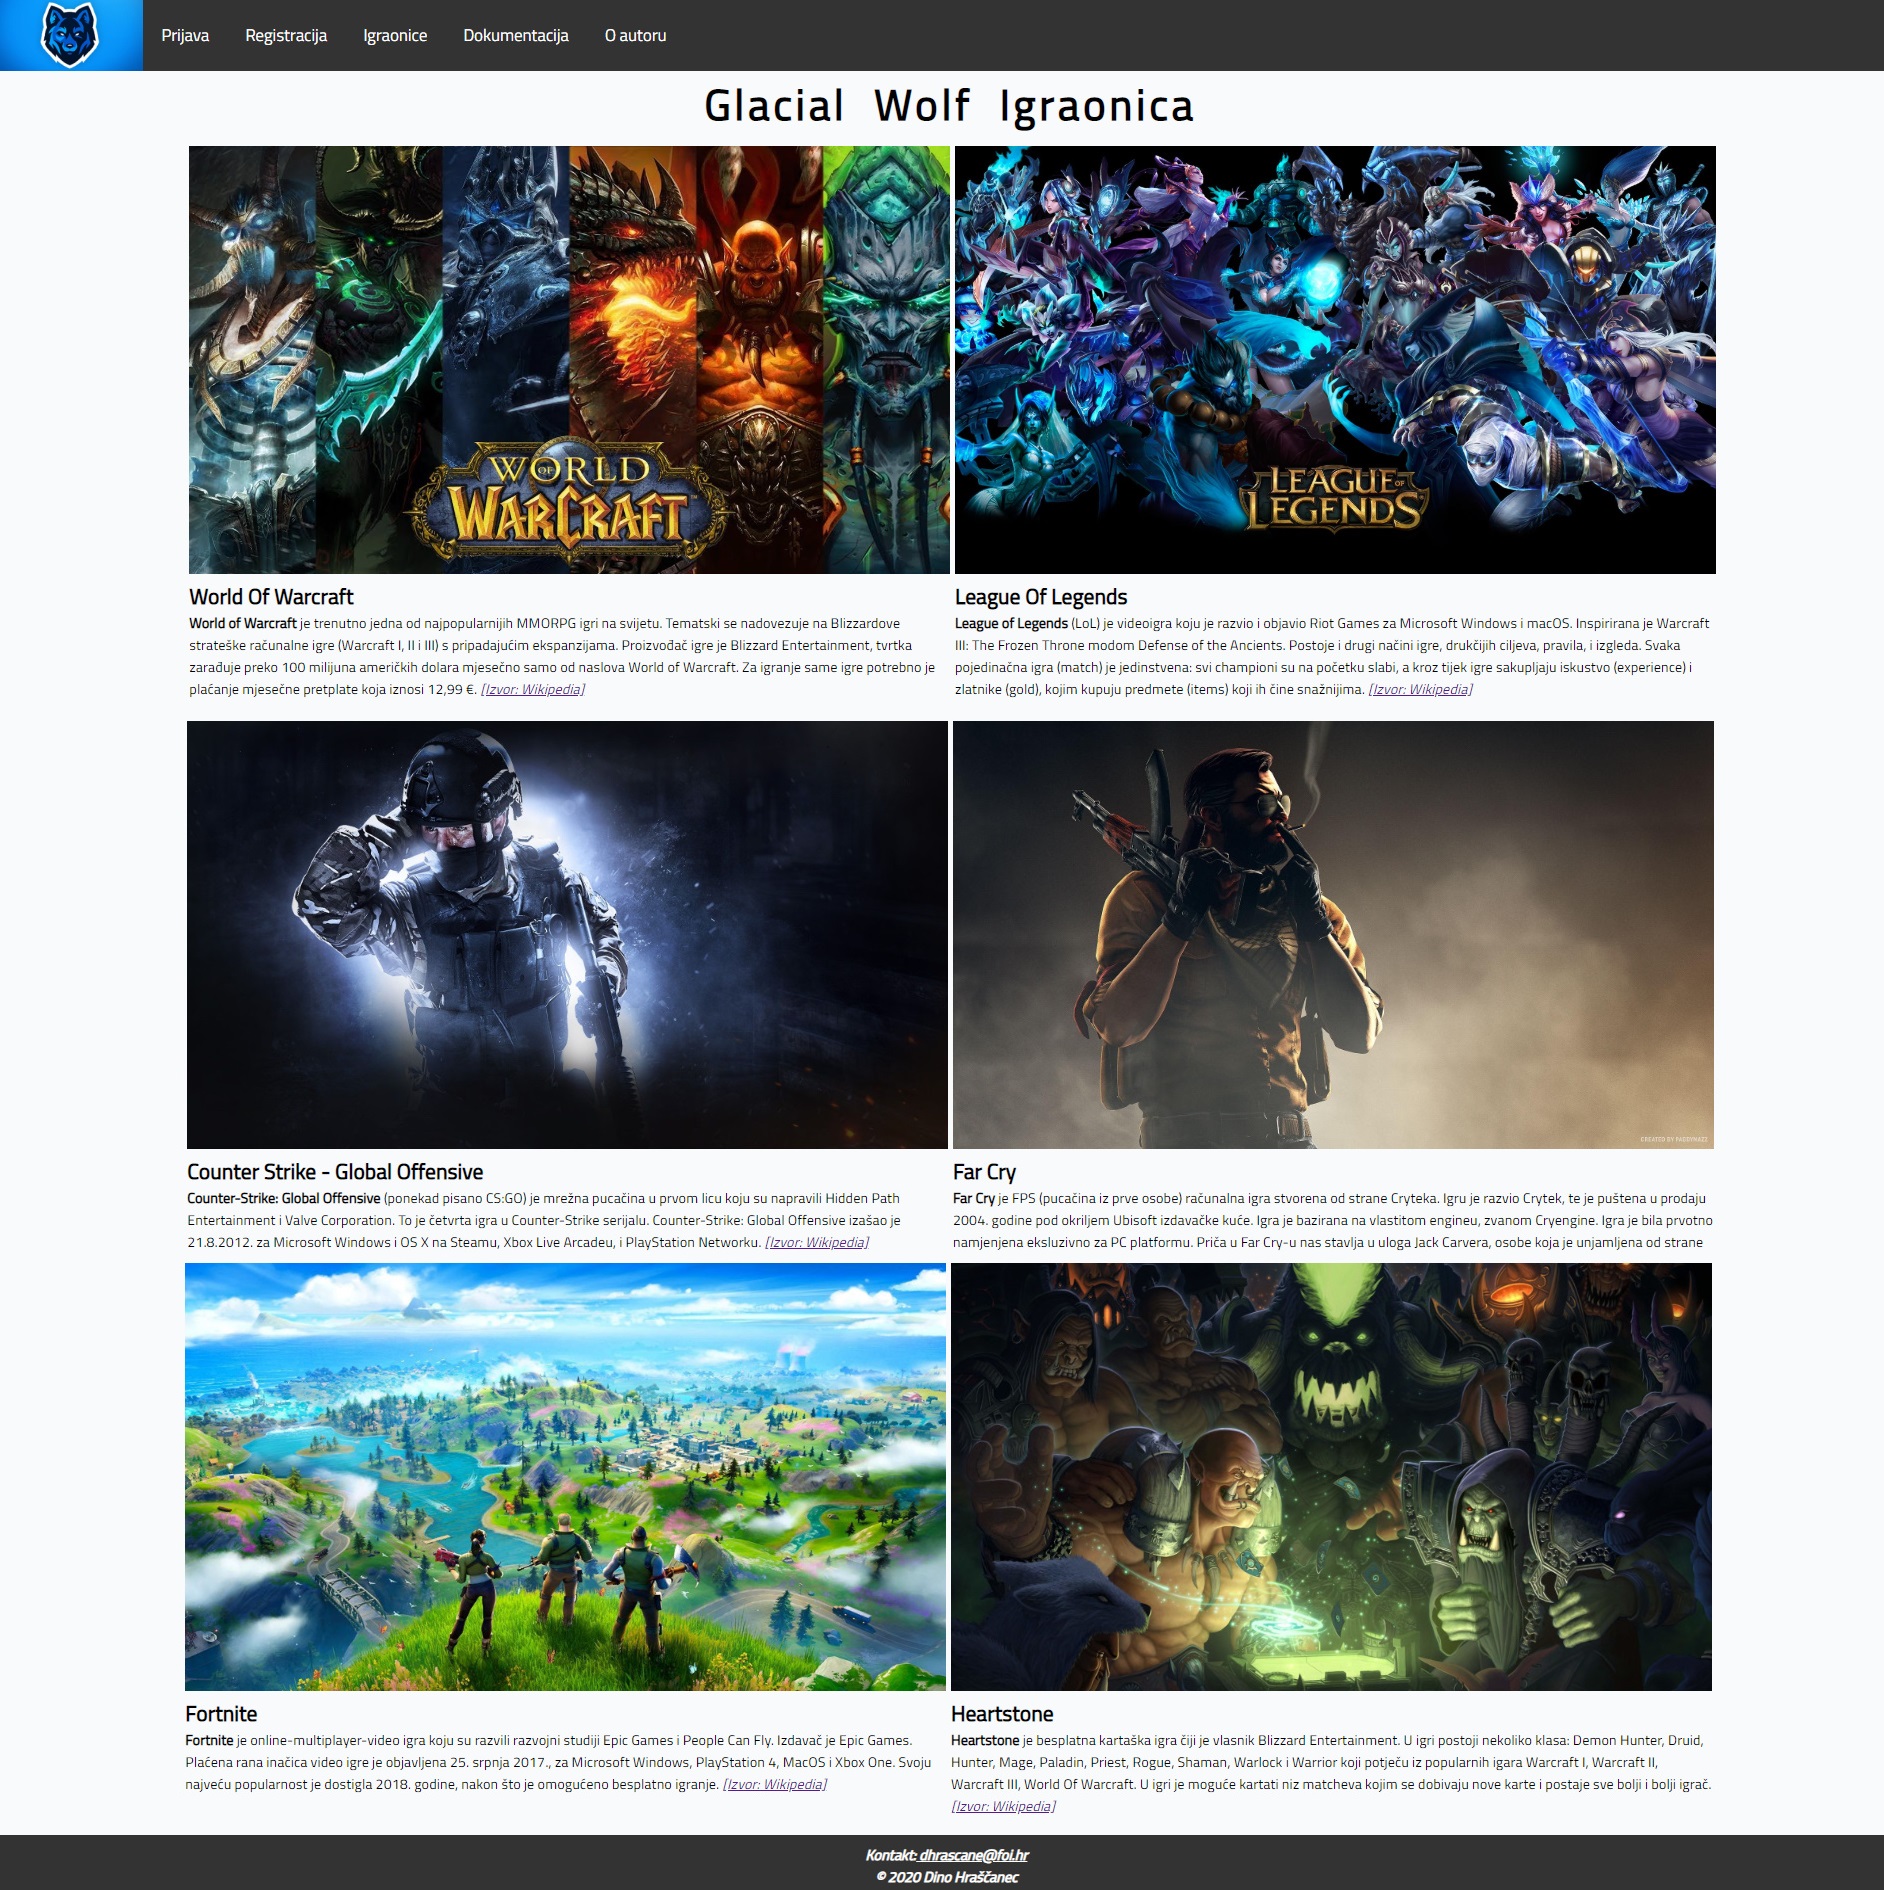 Prijava
Registracija
Igraonice
Dokumentacija
O autoru
Glacial Wolf Igraonica
WORLD
OF
WARCRAFT
LEAGUE OF
LEGENDS
World Of Warcraft
World of Warcraft je trenutno jedna od najpopularnijih MMORPG igri na svijetu. Tematski se nadovezuje na Blizzardove
strateške računalne igre (Warcraft I, II i III) s pripadajućim ekspanzijama. Proizvođač igre je Blizzard Entertainment, tvrtka
zarađuje preko 100 milijuna američkih dolara mjesečno samo od naslova World of Warcraft. Za igranje same igre potrebno je
plaćanje mjesečne pretplate koja iznosi 12,99 €. [Izvor: Wikipedia]
League Of Legends
League of Legends (LoL) je videoigra koju je razvio i objavio Riot Games za Microsoft Windows i macOS. Inspirirana je Warcraft
III: The Frozen Throne modom Defense of the Ancients. Postoje i drugi načini igre, drukčijih ciljeva, pravila, i izgleda. Svaka
pojedinačna igra (match) je jedinstvena: svi championi su na početku slabi, a kroz tijek igre sakupljaju iskustvo (experience) i
zlatnike (gold), kojim kupuju predmete (items) koji ih čine snažnijima. [Izvor: Wikipedia]
CREATED BY PADDYNAZZ
Counter Strike - Global Offensive
Counter-Strike: Global Offensive (ponekad pisano CS:GO) je mrežna pucačina u prvom licu koju su napravili Hidden Path
Entertainment i Valve Corporation. To je četvrta igra u Counter-Strike serijalu. Counter-Strike: Global Offensive izašao je
21.8.2012. za Microsoft Windows i OS X na Steamu, Xbox Live Arcadeu, i PlayStation Networku. [Izvor: Wikipedia]
Far Cry
Far Cry je FPS (pucačina iz prve osobe) računalna igra stvorena od strane Cryteka. Igru je razvio Crytek, te je puštena u prodaju
2004. godine pod okriljem Ubisoft izdavačke kuće. Igra je bazirana na vlastitom engineu, zvanom Cryengine. Igra je bila prvotno
namjenjena eksluzivno za PC platformu. Priča u Far Cry-u nas stavlja u uloga Jack Carvera, osobe koja je unjamljena od strane
Fortnite
Fortnite je online-multiplayer-video igra koju su razvili razvojni studiji Epic Games i People Can Fly. Izdavač je Epic Games.
Plaćena rana inačica video igre je objavljena 25. srpnja 2017., za Microsoft Windows, PlayStation 4, MacOS i Xbox One. Svoju
najveću popularnost je dostigla 2018. godine, nakon što je omogućeno besplatno igranje. [Izvor: Wikipedia]
Heartstone
Heartstone je besplatna kartaška igra čiji je vlasnik Blizzard Entertainment. U igri postoji nekoliko klasa: Demon Hunter, Druid,
Hunter, Mage, Paladin, Priest, Rogue, Shaman, Warlock i Warrior koji potječu iz popularnih igara Warcraft I, Warcraft II,
Warcraft III, World Of Warcraft. U igri je moguće kartati niz matcheva kojim se dobivaju nove karte i postaje sve bolji i bolji igrač.
[Izvor: Wikipedia]
Kontakt: dhrascane@foi.hr
© 2020 Dino Hraščanec